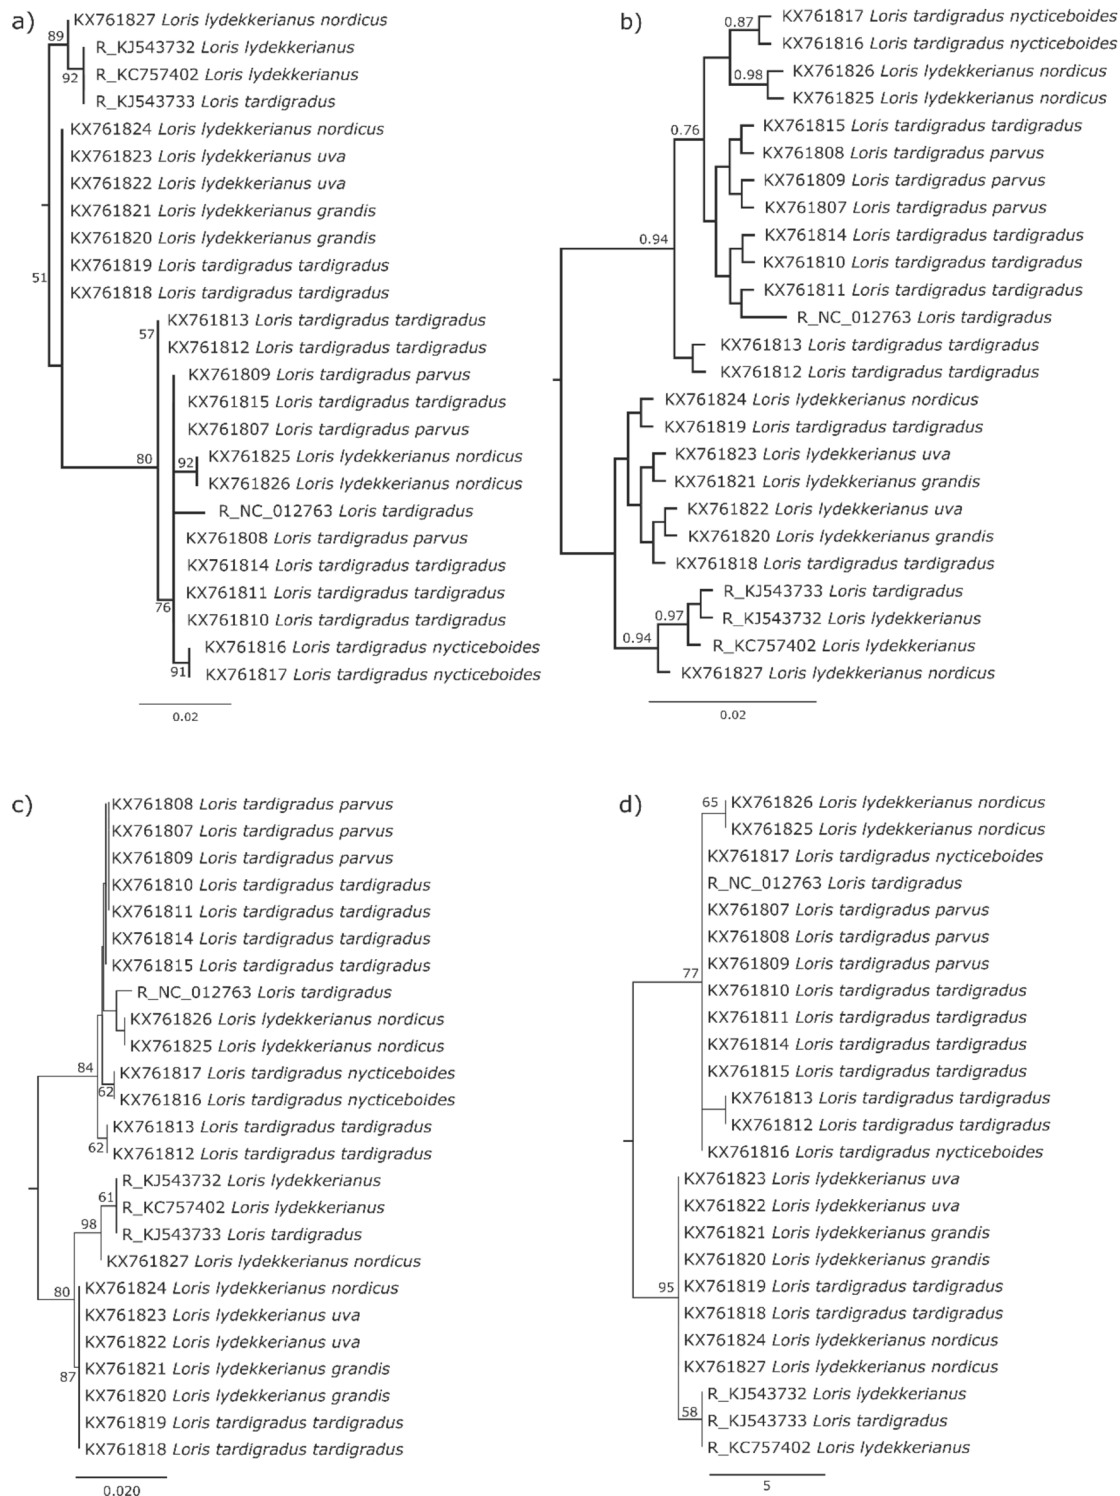 a)
89
KX761827 Loris lydekkerianus nordicus
R_KJ543732 Loris lydekkerianus
92
R_KC757402 Loris lydekkerianus
R_KJ543733 Loris tardigradus
KX761824 Loris lydekkerianus nordicus
KX761823 Loris lydekkerianus uva
KX761822 Loris lydekkerianus uva
KX761821 Loris lydekkerianus grandis
KX761820 Loris lydekkerianus grandis
51
KX761819 Loris tardigradus tardigradus
KX761818 Loris tardigradus tardigradus
57
KX761813 Loris tardigradus tardigradus
KX761812 Loris tardigradus tardigradus
KX761809 Loris tardigradus parvus
KX761815 Loris tardigradus tardigradus
KX761807 Loris tardigradus parvus
80
92
KX761825 Loris lydekkerianus nordicus
KX761826 Loris lydekkerianus nordicus
R_NC_012763 Loris tardigradus
KX761808 Loris tardigradus parvus
KX761814 Loris tardigradus tardigradus
KX761811 Loris tardigradus tardigradus
76
KX761810 Loris tardigradus tardigradus
KX761816 Loris tardigradus nycticeboides
91
KX761817 Loris tardigradus nycticeboides
0.02
b)
0.87
KX761817 Loris tardigradus nycticeboides
KX761816 Loris tardigradus nycticeboides
0.98
KX761826 Loris lydekkerianus nordicus
KX761825 Loris lydekkerianus nordicus
0.76
KX761815 Loris tardigradus tardigradus
KX761808 Loris tardigradus parvus
KX761809 Loris tardigradus parvus
KX761807 Loris tardigradus parvus
0.94
KX761814 Loris tardigradus tardigradus
KX761810 Loris tardigradus tardigradus
KX761811 Loris tardigradus tardigradus
R_NC_012763 Loris tardigradus
KX761813 Loris tardigradus tardigradus
KX761812 Loris tardigradus tardigradus
KX761824 Loris lydekkerianus nordicus
KX761819 Loris tardigradus tardigradus
KX761823 Loris lydekkerianus uva
KX761821 Loris lydekkerianus grandis
KX761822 Loris lydekkerianus uva
KX761820 Loris lydekkerianus grandis
KX761818 Loris tardigradus tardigradus
R_KJ543733 Loris tardigradus
0.97
R_KJ543732 Loris lydekkerianus
0.94
R_KC757402 Loris lydekkerianus
KX761827 Loris lydekkerianus nordicus
0.02
c)
KX761808 Loris tardigradus parvus
KX761807 Loris tardigradus parvus
KX761809 Loris tardigradus parvus
KX761810 Loris tardigradus tardigradus
KX761811 Loris tardigradus tardigradus
KX761814 Loris tardigradus tardigradus
KX761815 Loris tardigradus tardigradus
R_NC_012763 Loris tardigradus
KX761826 Loris lydekkerianus nordicus
KX761825 Loris lydekkerianus nordicus
84
KX761817 Loris tardigradus nycticeboides
62
KX761816 Loris tardigradus nycticeboides
KX761813 Loris tardigradus tardigradus
62
KX761812 Loris tardigradus tardigradus
R_KJ543732 Loris lydekkerianus
61
R_KC757402 Loris lydekkerianus
98
R_KJ543733 Loris tardigradus
KX761827 Loris lydekkerianus nordicus
80
KX761824 Loris lydekkerianus nordicus
KX761823 Loris lydekkerianus uva
KX761822 Loris lydekkerianus uva
87
KX761821 Loris lydekkerianus grandis
KX761820 Loris lydekkerianus grandis
KX761819 Loris tardigradus tardigradus
KX761818 Loris tardigradus tardigradus
0.020
d)
65
KX761826 Loris lydekkerianus nordicus
KX761825 Loris lydekkerianus nordicus
KX761817 Loris tardigradus nycticeboides
R_NC_012763 Loris tardigradus
KX761807 Loris tardigradus parvus
KX761808 Loris tardigradus parvus
KX761809 Loris tardigradus parvus
77
KX761810 Loris tardigradus tardigradus
KX761811 Loris tardigradus tardigradus
KX761814 Loris tardigradus tardigradus
KX761815 Loris tardigradus tardigradus
KX761813 Loris tardigradus tardigradus
KX761812 Loris tardigradus tardigradus
KX761816 Loris tardigradus nycticeboides
KX761823 Loris lydekkerianus uva
KX761822 Loris lydekkerianus uva
KX761821 Loris lydekkerianus grandis
KX761820 Loris lydekkerianus grandis
95
KX761819 Loris tardigradus tardigradus
KX761818 Loris tardigradus tardigradus
KX761824 Loris lydekkerianus nordicus
KX761827 Loris lydekkerianus nordicus
R_KJ543732 Loris lydekkerianus
58
R_KJ543733 Loris tardigradus
R_KC757402 Loris lydekkerianus
5